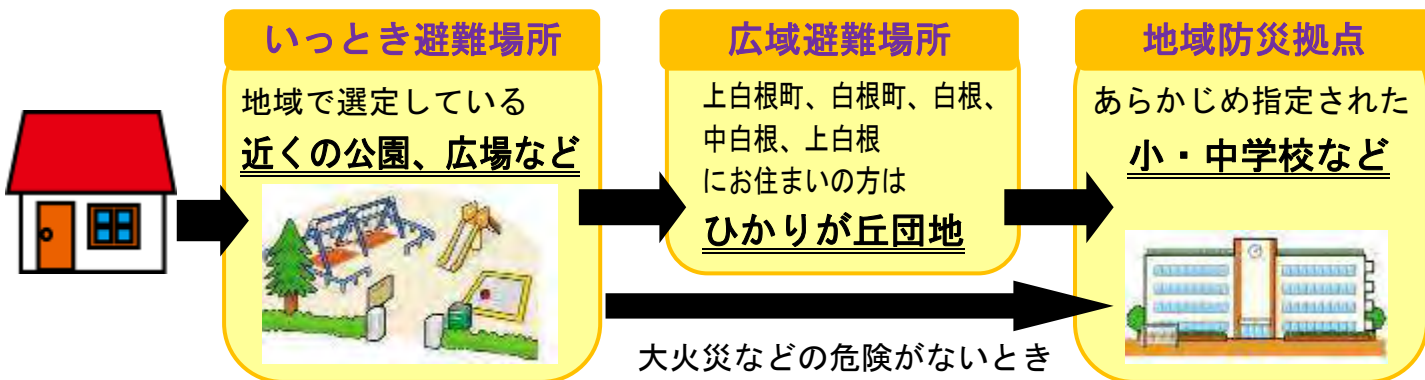 いっとき避難場所
地域で選定している
近くの公園、広場など
広域避難場所
上白根町、白根町、白根、
中白根、上白根
にお住まいの方は
ひかりが丘団地
地域防災拠点
あらかじめ指定された
小・中学校など
大火災などの危険がないとき